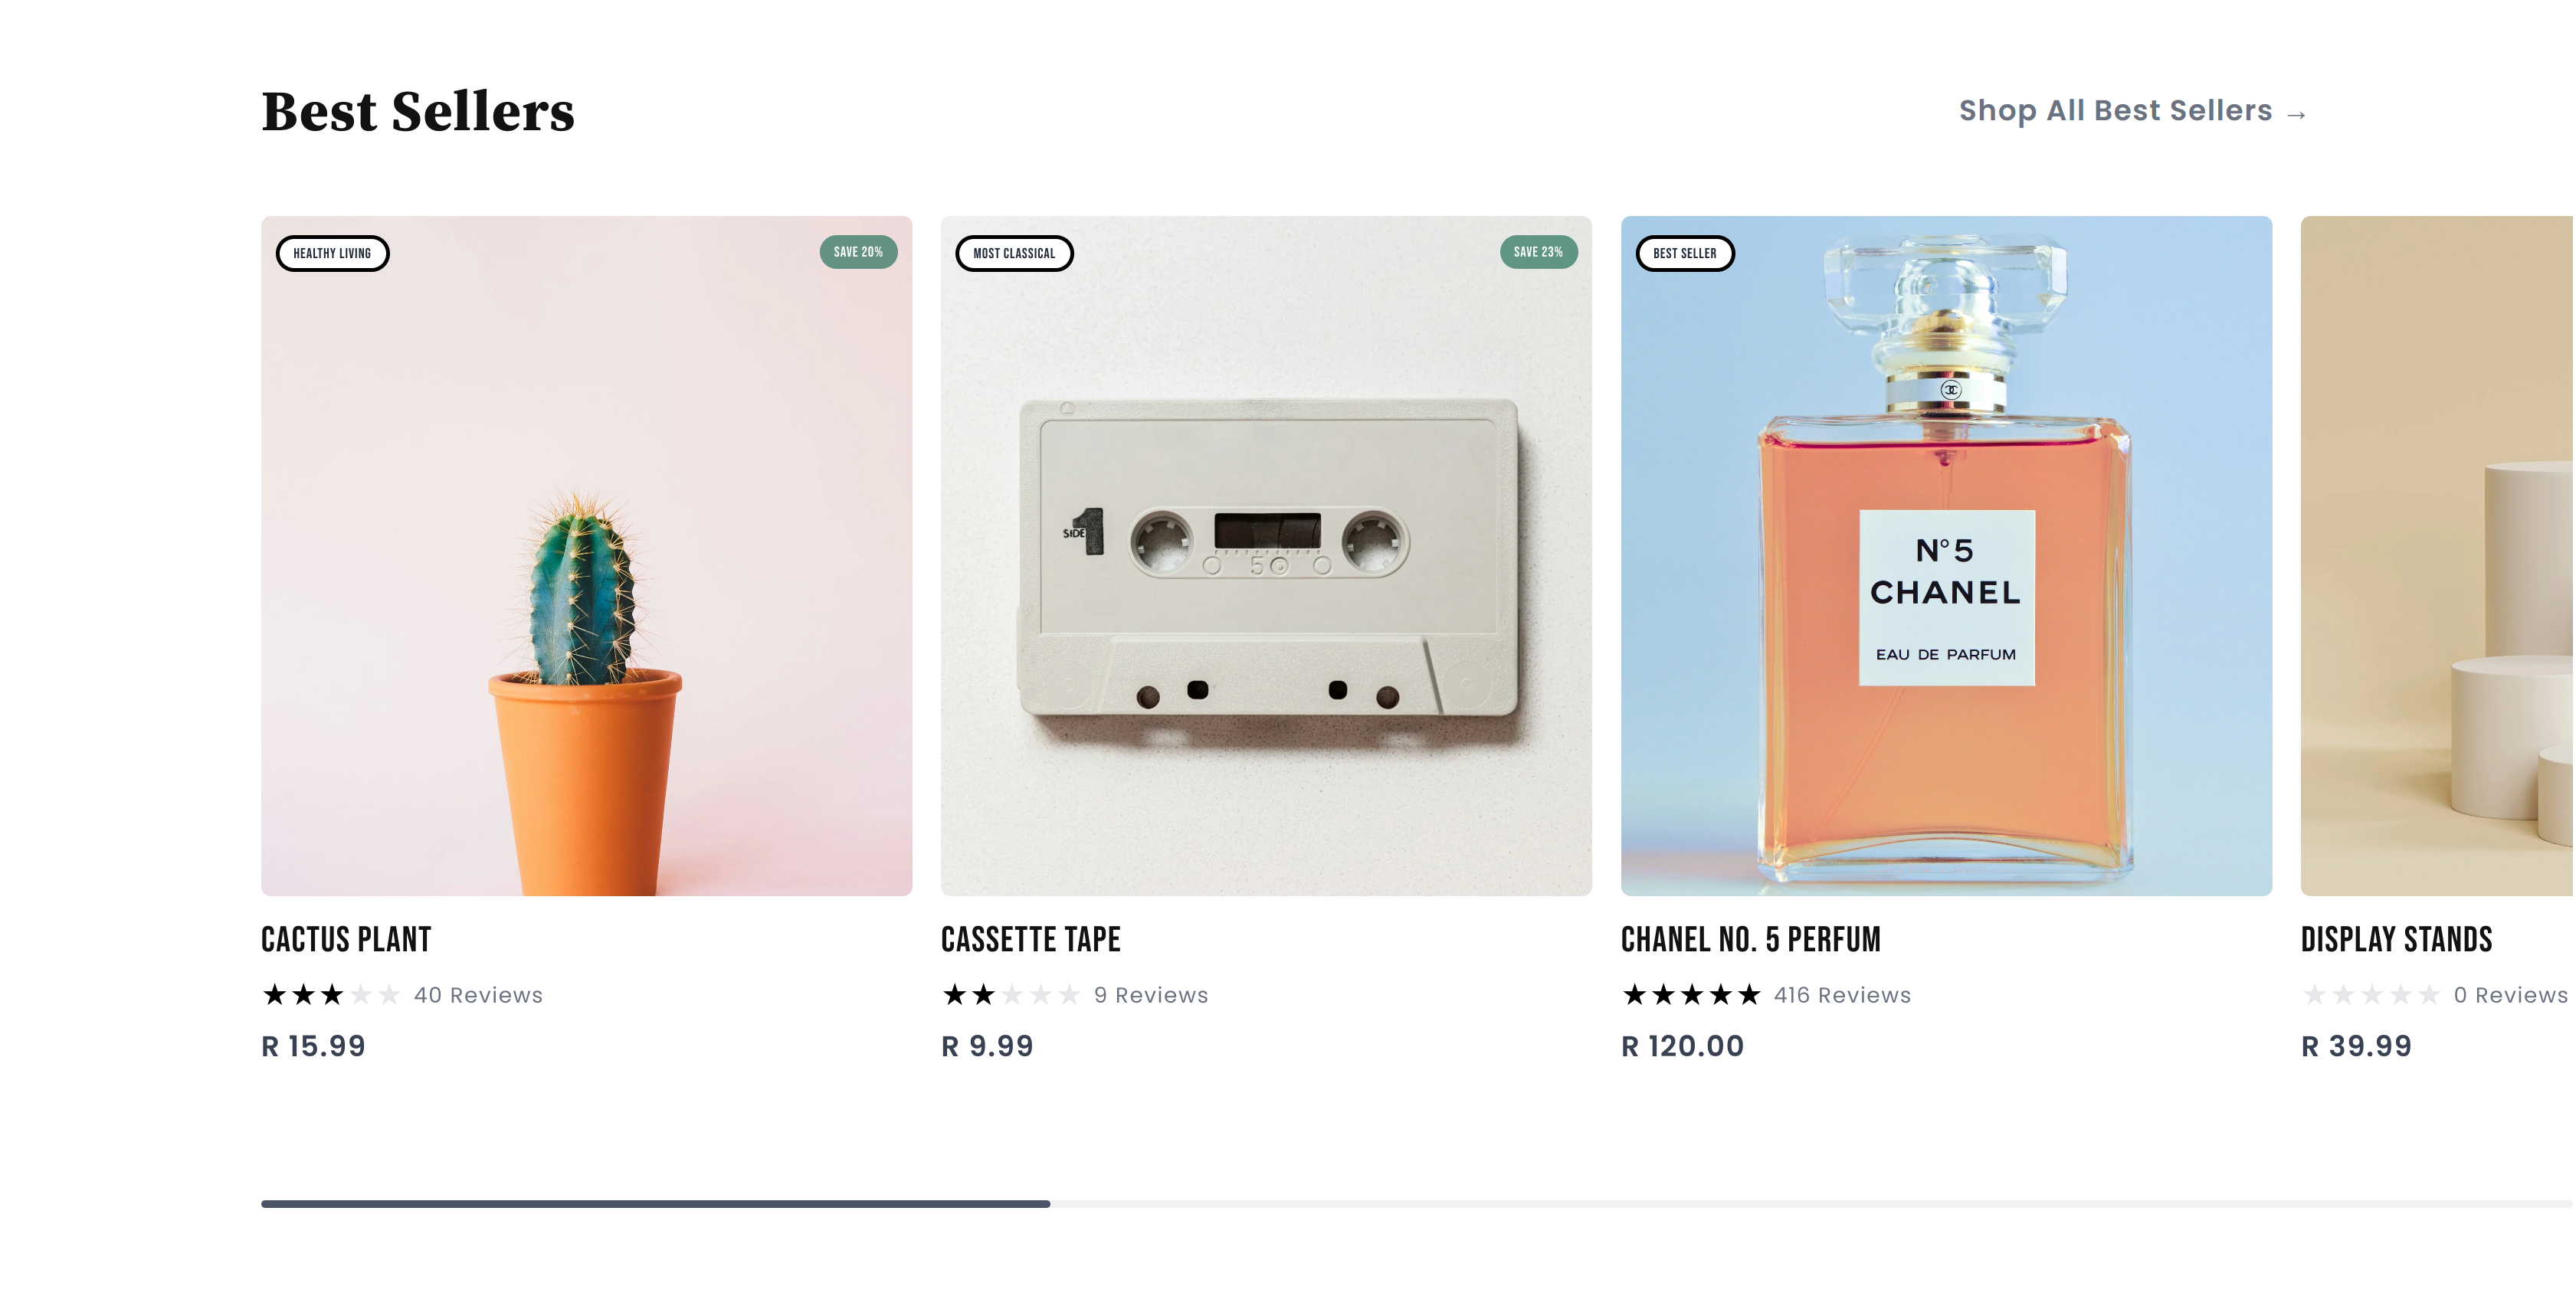 Best Sellers
Shop All Best Sellers →
HEALTHY LIVING
SAVE 20%
MOST CLASSICAL
SAVE 23%
BEST SELLER
SIDE 1
50
N°5
CHANEL
EAU DE PARFUM
CACTUS PLANT
CASSETTE TAPE
CHANEL NO. 5 PERFUM
DISPLAY STANDS
40 Reviews
9 Reviews
416 Reviews
0 Reviews
R 15.99
R 9.99
R 120.00
R 39.99